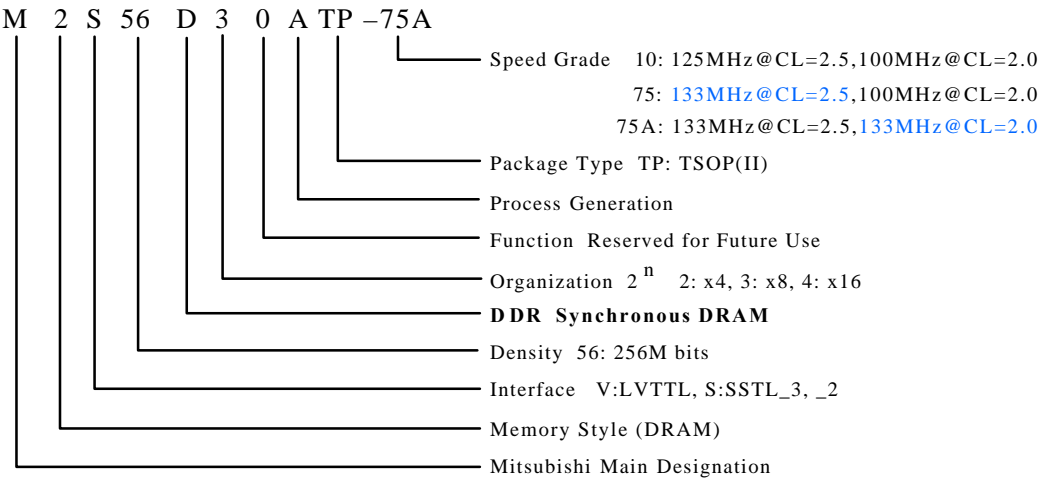 M 2 S 56 D 3 0 A TP –75A
Speed Grade 10: 125MHz@CL=2.5,100MHz@CL=2.0
75: 133MHz@CL=2.5,100MHz@CL=2.0
75A: 133MHz@CL=2.5,133MHz@CL=2.0
Package Type TP: TSOP(II)
Process Generation
Function Reserved for Future Use
Organization 2 n 2: x4, 3: x8, 4: x16
DDR Synchronous DRAM
Density 56: 256M bits
Interface V:LVTTL, S:SSTL_3, _2
Memory Style (DRAM)
Mitsubishi Main Designation